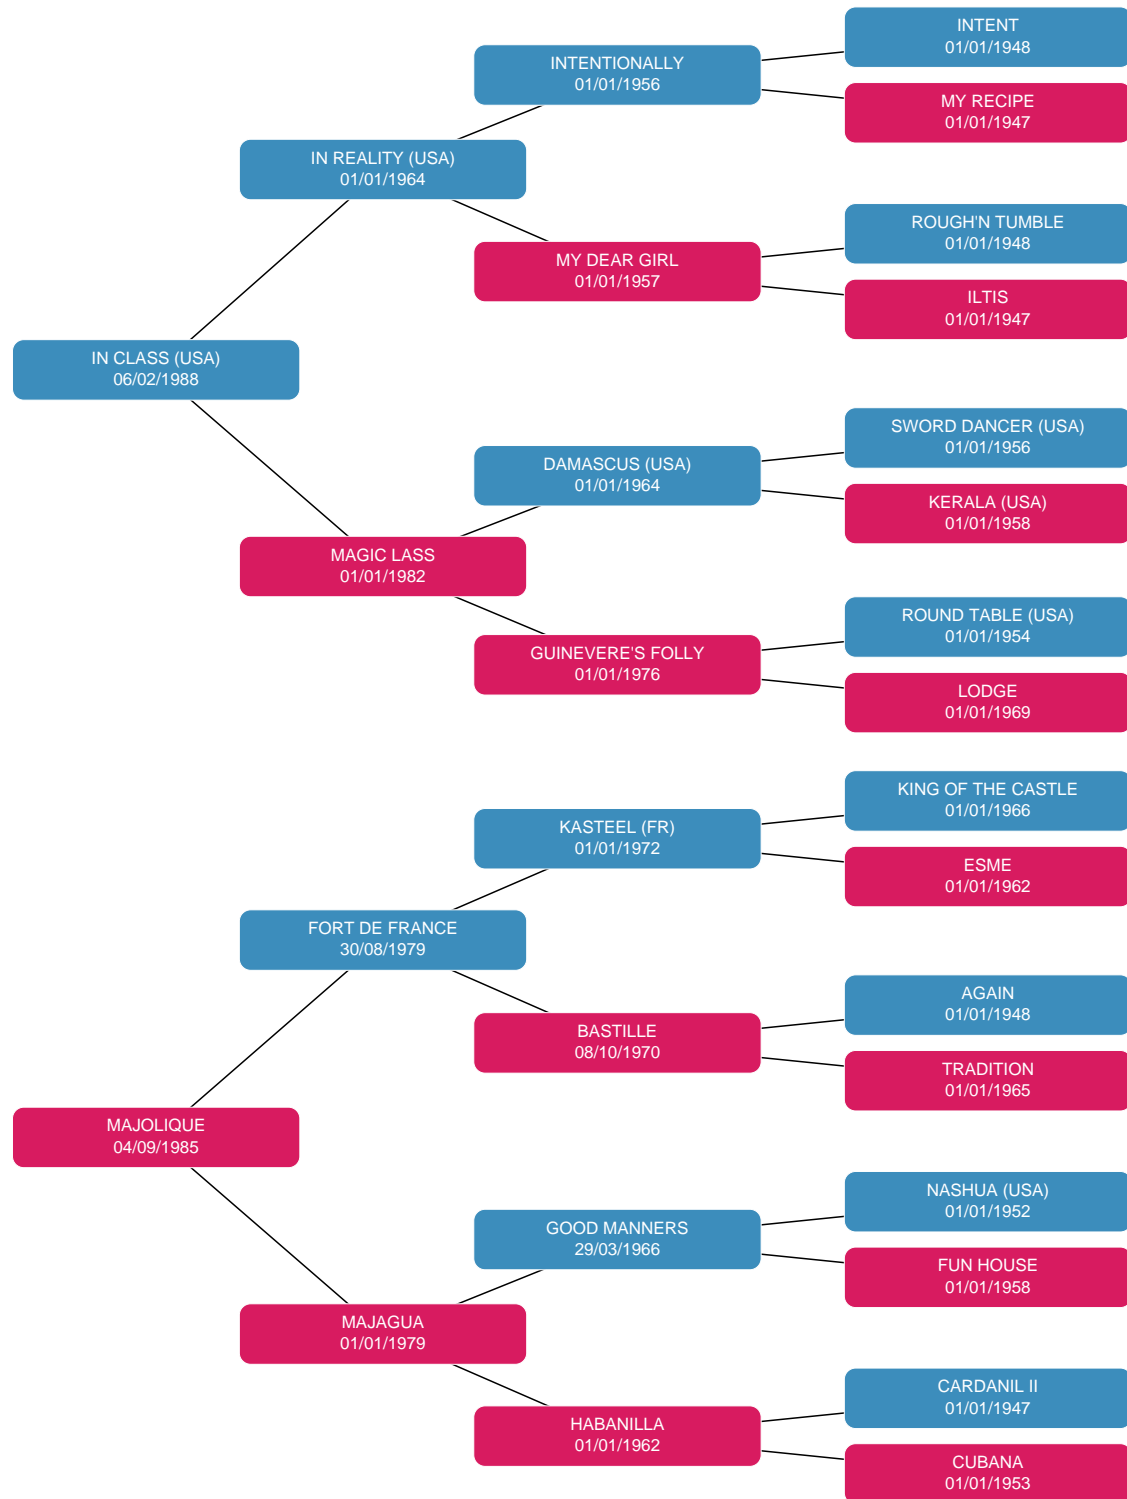 INTENT
01/01/1948
INTENTIONALLY
01/01/1956
MY RECIPE
01/01/1947
IN REALITY (USA)
01/01/1964
ROUGH'N TUMBLE
01/01/1948
MY DEAR GIRL
01/01/1957
ILTIS
01/01/1947
IN CLASS (USA)
06/02/1988
SWORD DANCER (USA)
01/01/1956
DAMASCUS (USA)
01/01/1964
KERALA (USA)
01/01/1958
MAGIC LASS
01/01/1982
ROUND TABLE (USA)
01/01/1954
GUINEVERE'S FOLLY
01/01/1976
LODGE
01/01/1969
KING OF THE CASTLE
01/01/1966
KASTEEL (FR)
01/01/1972
ESME
01/01/1962
FORT DE FRANCE
30/08/1979
AGAIN
01/01/1948
BASTILLE
08/10/1970
TRADITION
01/01/1965
MAJOLIQUE
04/09/1985
NASHUA (USA)
01/01/1952
GOOD MANNERS
29/03/1966
FUN HOUSE
01/01/1958
MAJAGUA
01/01/1979
CARDANIL II
01/01/1947
HABANILLA
01/01/1962
CUBANA
01/01/1953